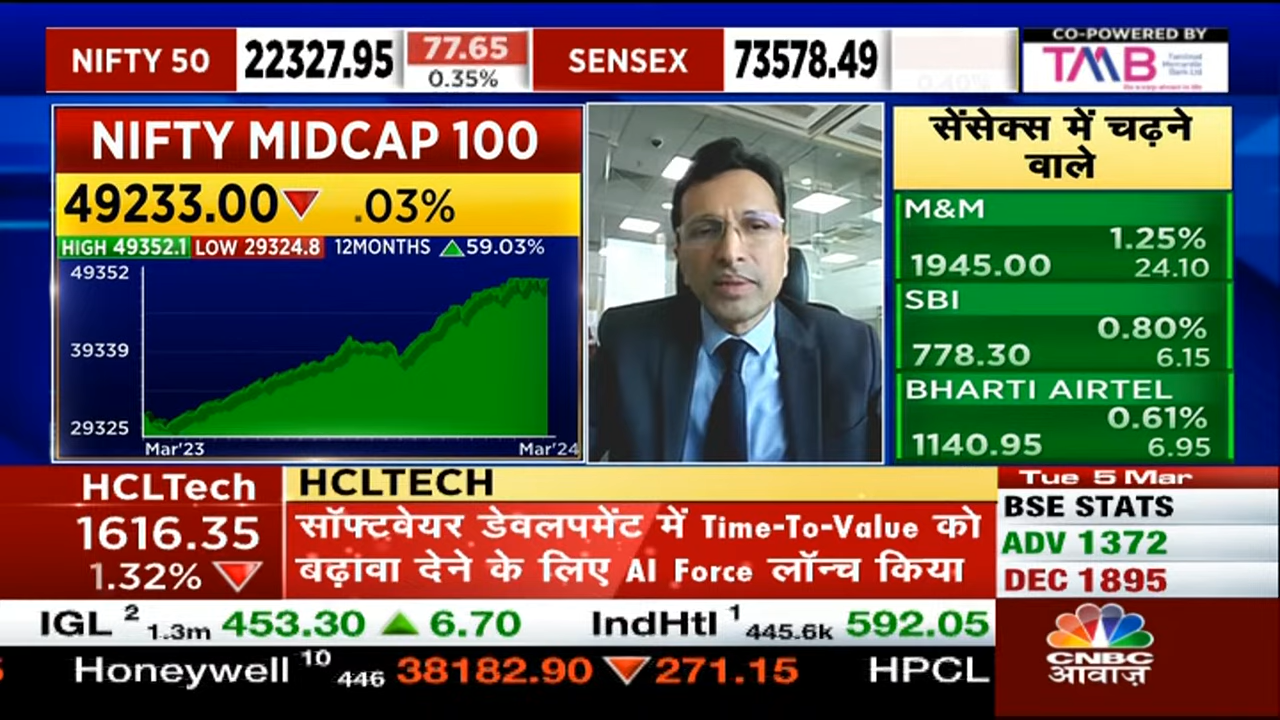 NIFTY 50 22327.95 77.65 0.35% SENSEX 73578.49
CO-POWERED BY
TMB Tamilnad Mercantile Bank Ltd
NIFTY MIDCAP 100
49233.00 .03%
HIGH 49352.1 LOW 29324.8 12MONTHS 59.03%
49352
39339
29325
Mar'23 Mar'24
सेंसेक्स में चढ़ने
वाले
M&M
1.25%
1945.00 24.10
SBI
0.80%
778.30 6.15
BHARTI AIRTEL
0.61%
1140.95 6.95
HCLTech
1616.35
1.32%
HCLTECH
सॉफ्टवेयर डेवलपमेंट में Time-To-Value को
बढ़ावा देने के लिए AI Force लॉन्च किया
Tue 5 Mar
BSE STATS
ADV 1372
DEC 1895
IGL 2 1.3m 453.30 6.70 IndHtl 1 445.6k 592.05
Honeywell 10 446 38182.90 271.15 HPCL
CNBC
आवाज़